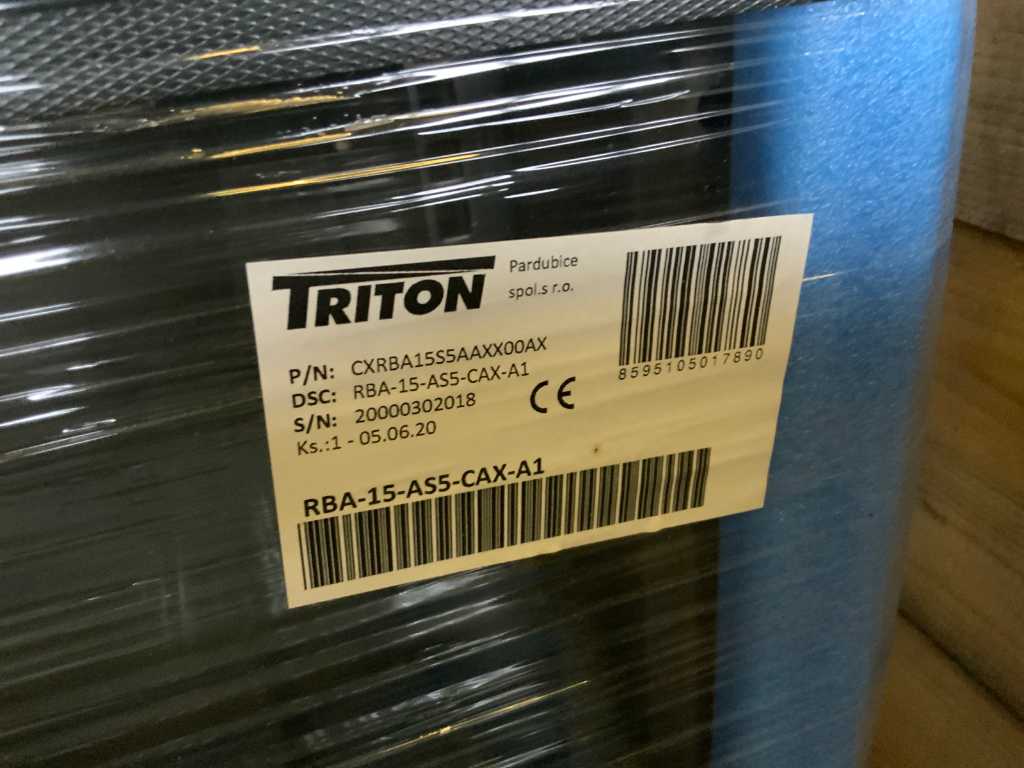 TRITON
Pardubice
spol.s r.o.
P/N: CXRBA15S5AAXX00AX
DSC: RBA-15-AS5-CAX-A1
S/N: 20000302018
Ks.:1 - 05.06.20
CE
8595105017890
RBA-15-AS5-CAX-A1